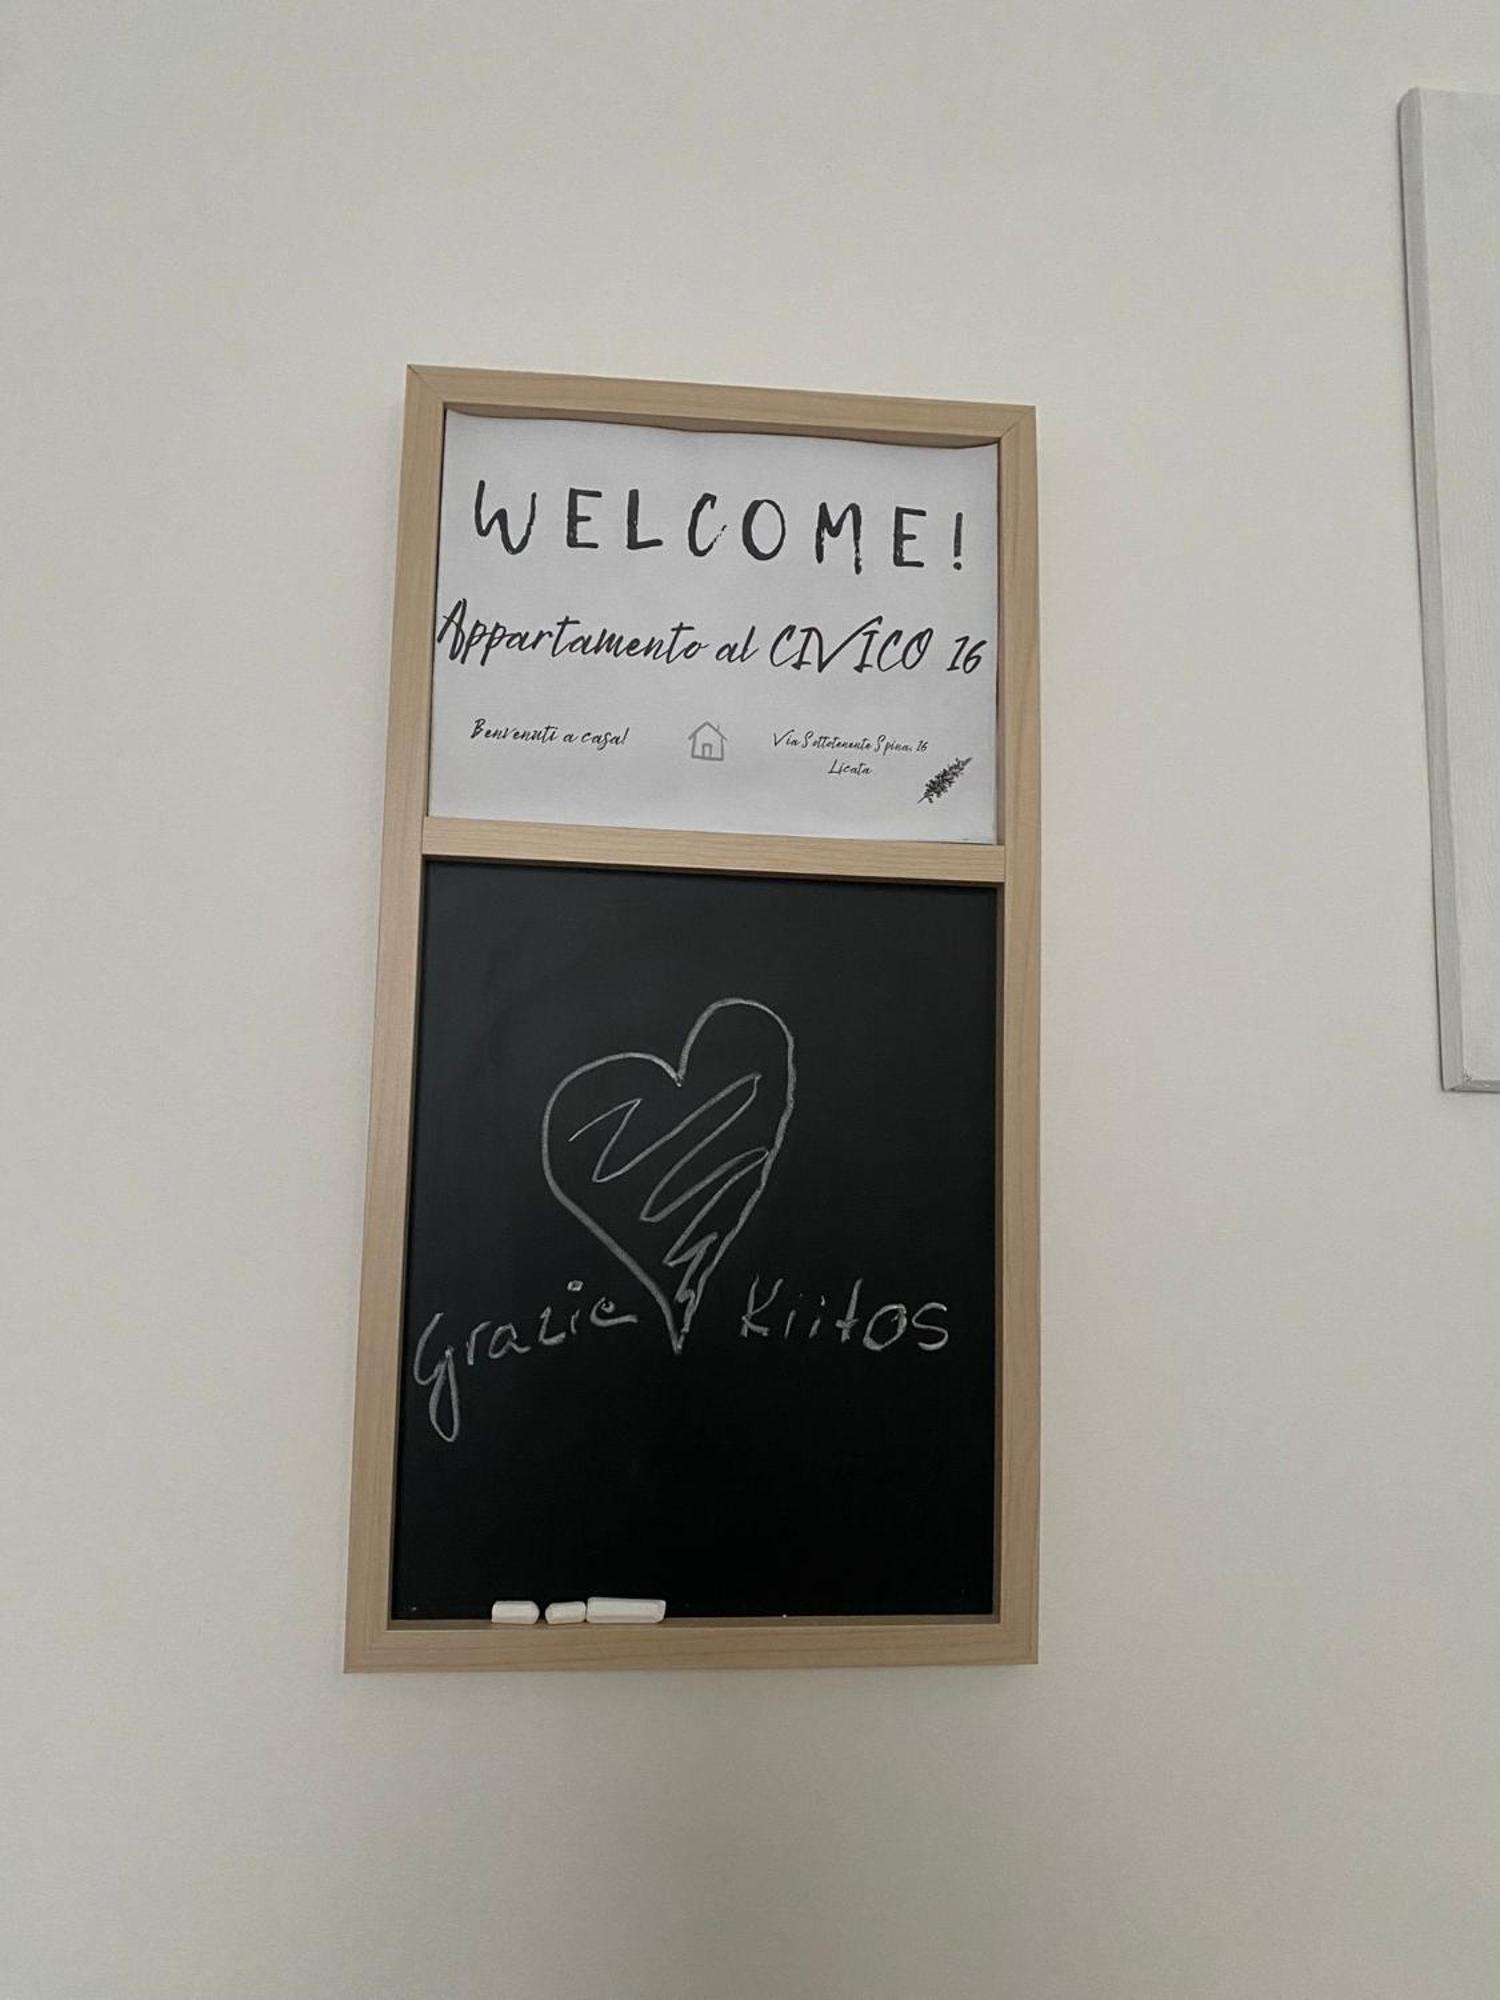 WELCOME!
Appartamento al CIVICO 16
Benvenuti a casa!
Via Sottotenente Spina, 16
Licata
Grazie Kiitos